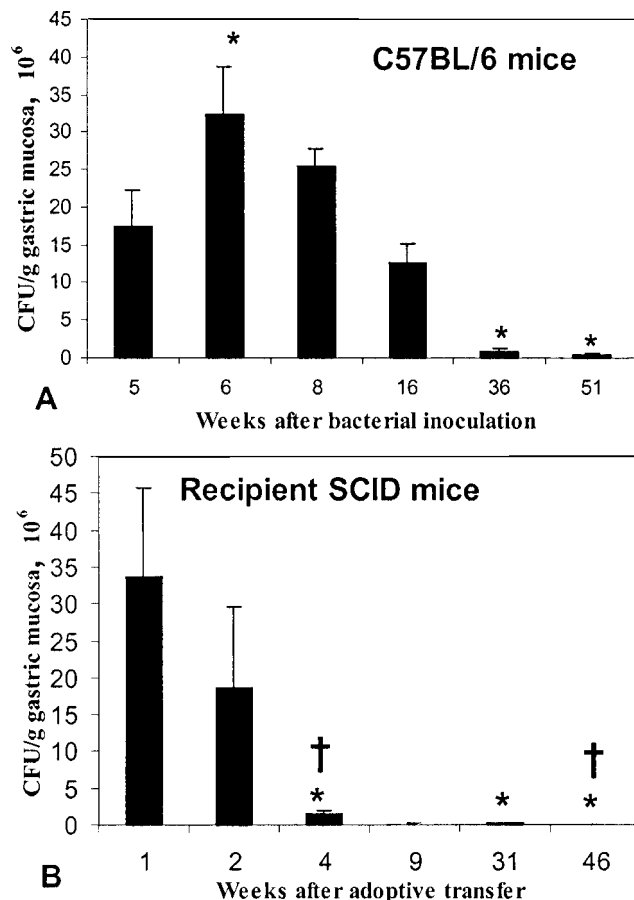 45
40
35
30
25
20
15
10
5
0
CFU/g gastric mucosa, 10⁶
*
C57BL/6 mice
* *
5 6 8 16 36 51
A
Weeks after bacterial inoculation
50
45
40
35
30
25
20
15
10
5
0
CFU/g gastric mucosa, 10⁶
Recipient SCID mice
† †
* * *
1 2 4 9 31 46
B
Weeks after adoptive transfer